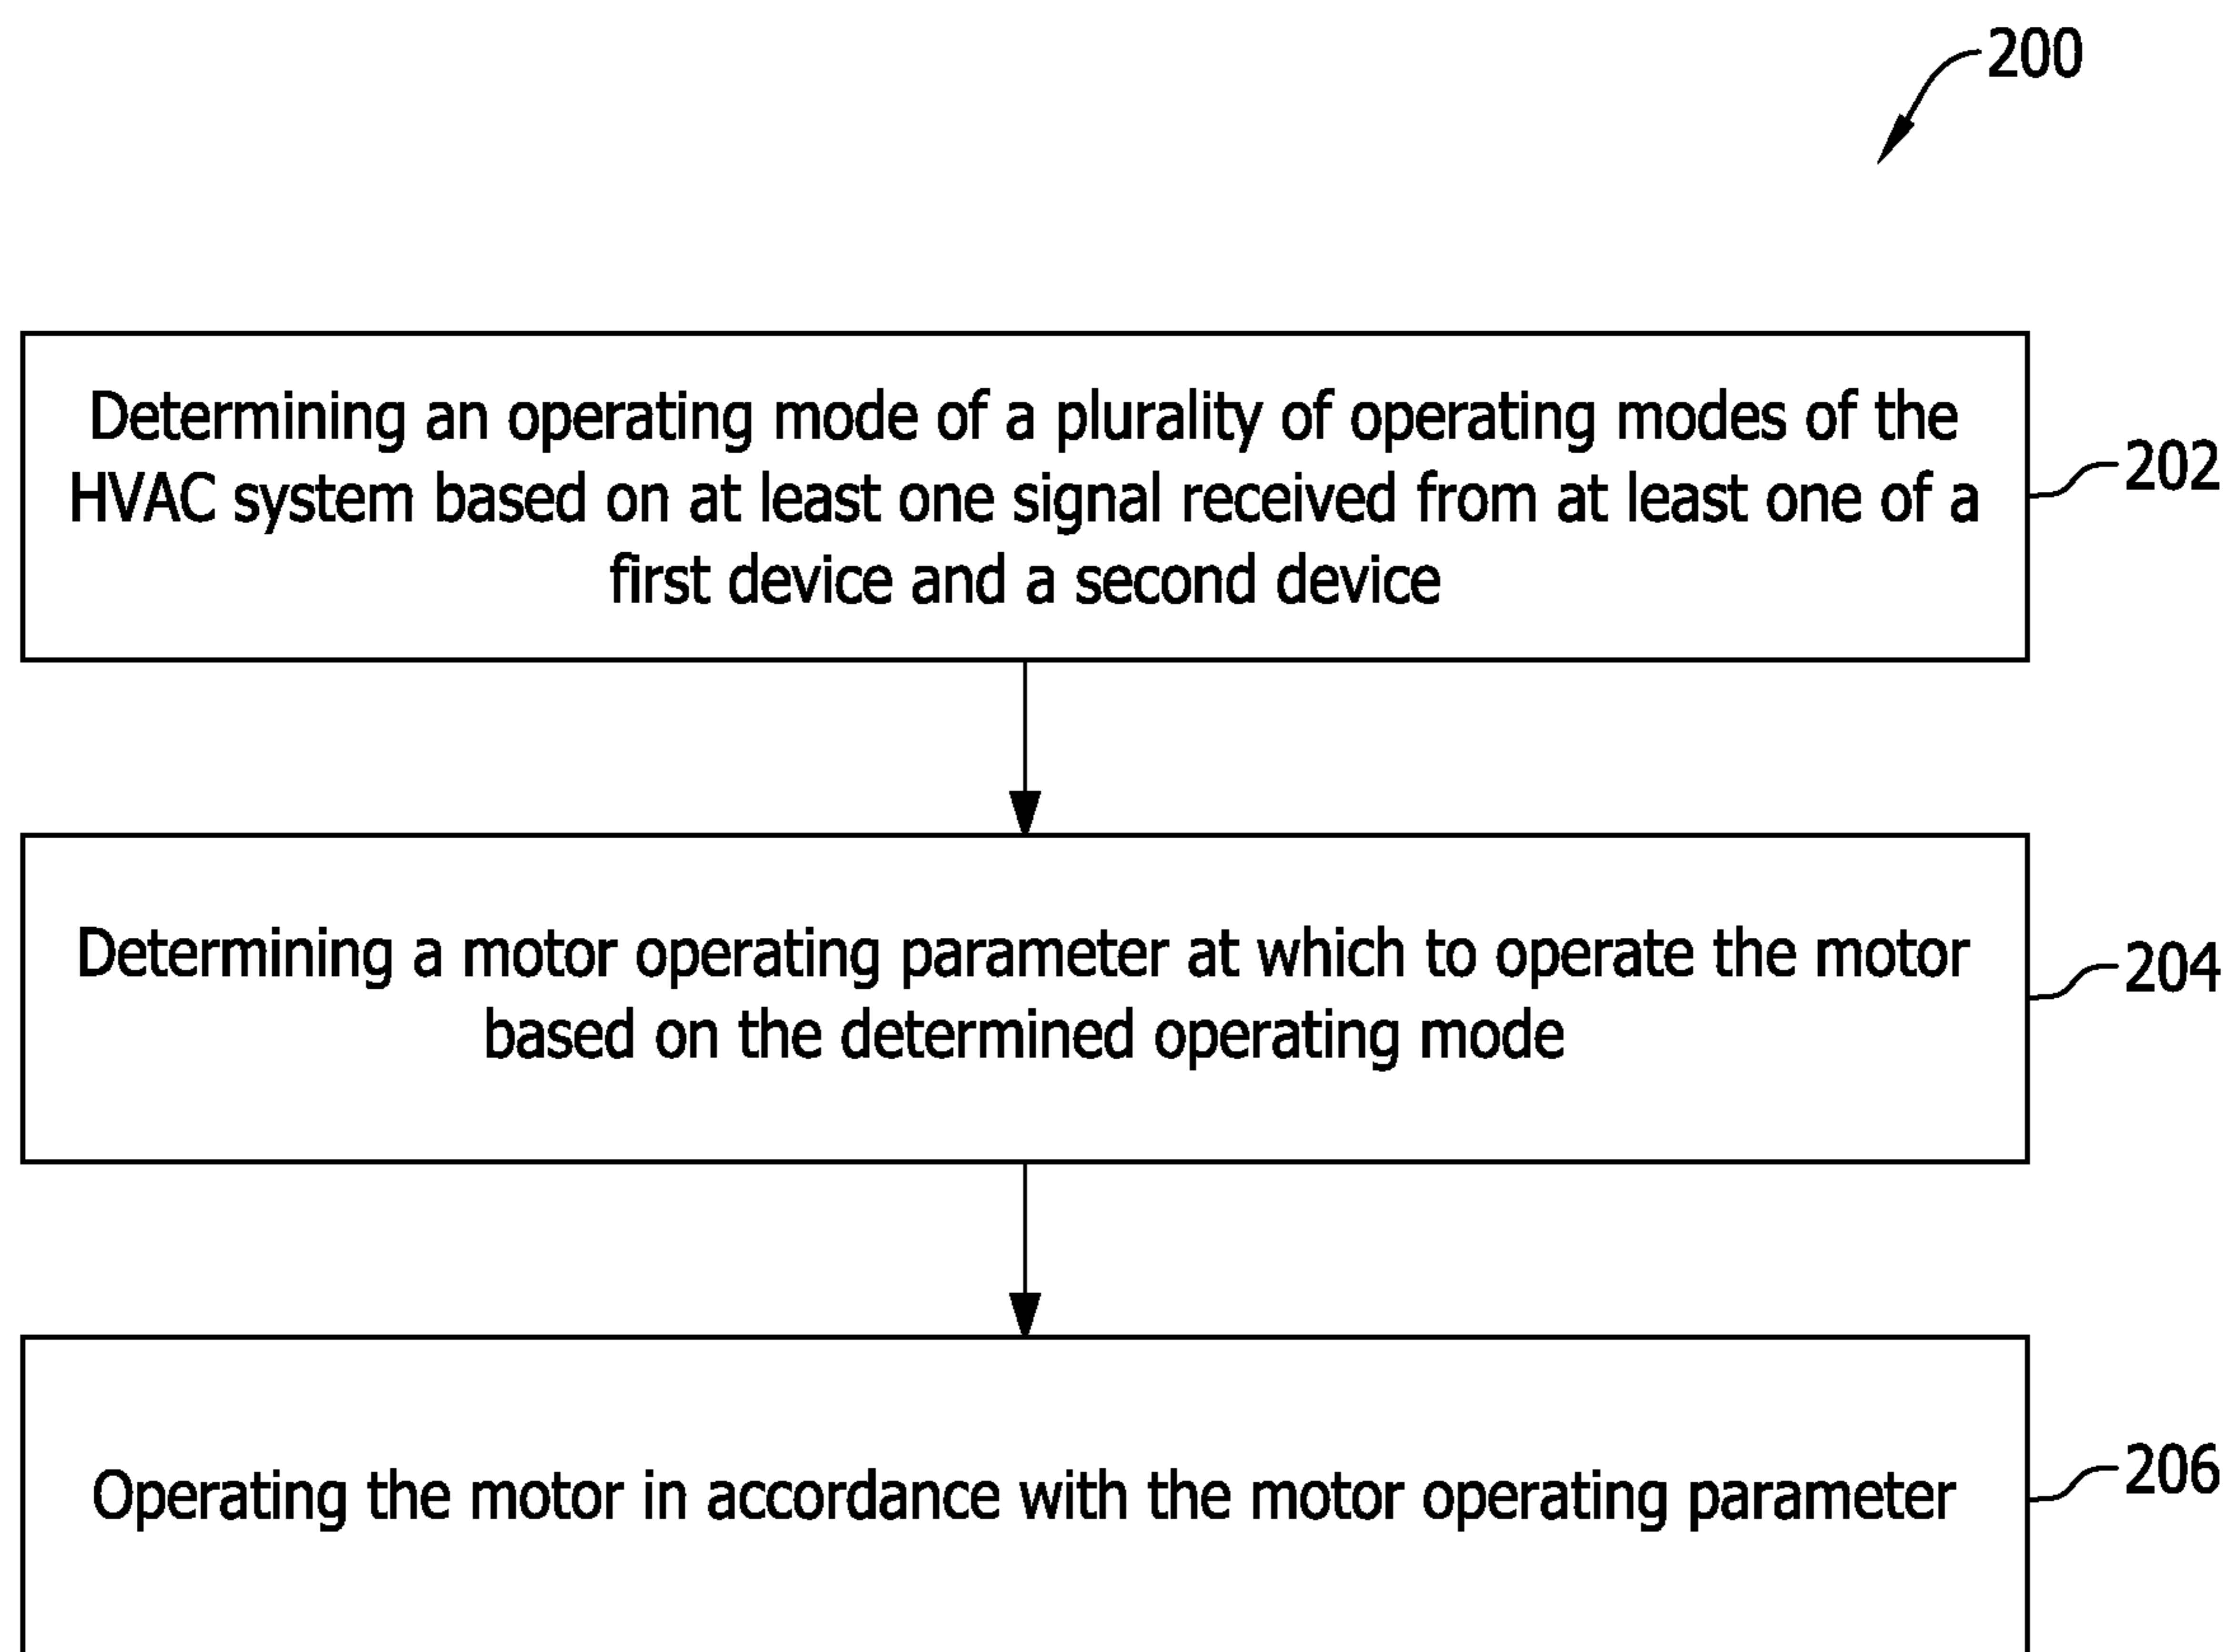 200
Determining an operating mode of a plurality of operating modes of the
HVAC system based on at least one signal received from at least one of a
first device and a second device
202
Determining a motor operating parameter at which to operate the motor
based on the determined operating mode
204
Operating the motor in accordance with the motor operating parameter
206